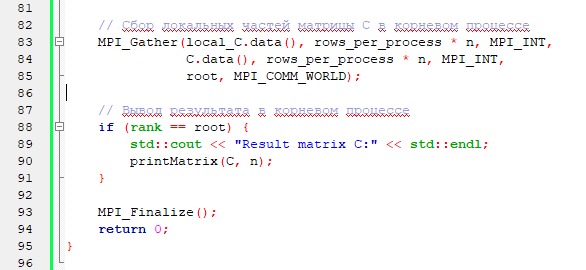 81
82 // Сбор локальных частей матрицы C в корневом процессе
83 MPI_Gather(local_C.data(), rows_per_process * n, MPI_INT,
84 C.data(), rows_per_process * n, MPI_INT,
85 root, MPI_COMM_WORLD);
86
87 // Вывод результата в корневом процессе
88 if (rank == root) {
89 std::cout << "Result matrix C:" << std::endl;
90 printMatrix(C, n);
91 }
92
93 MPI_Finalize();
94 return 0;
95 }
96